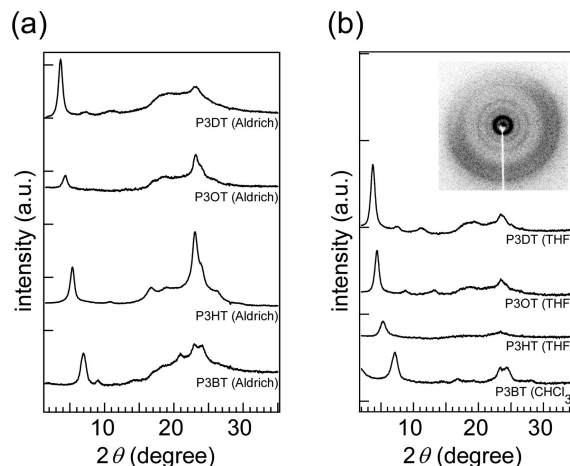 (a)
(b)
intensity (a.u.)
P3DT (Aldrich)
P3OT (Aldrich)
P3HT (Aldrich)
P3BT (Aldrich)
10 20 30
2θ (degree)
intensity (a.u.)
P3DT (THF
P3OT (THF
P3HT (THF
P3BT (CHCl3
10 20 30
2θ (degree)